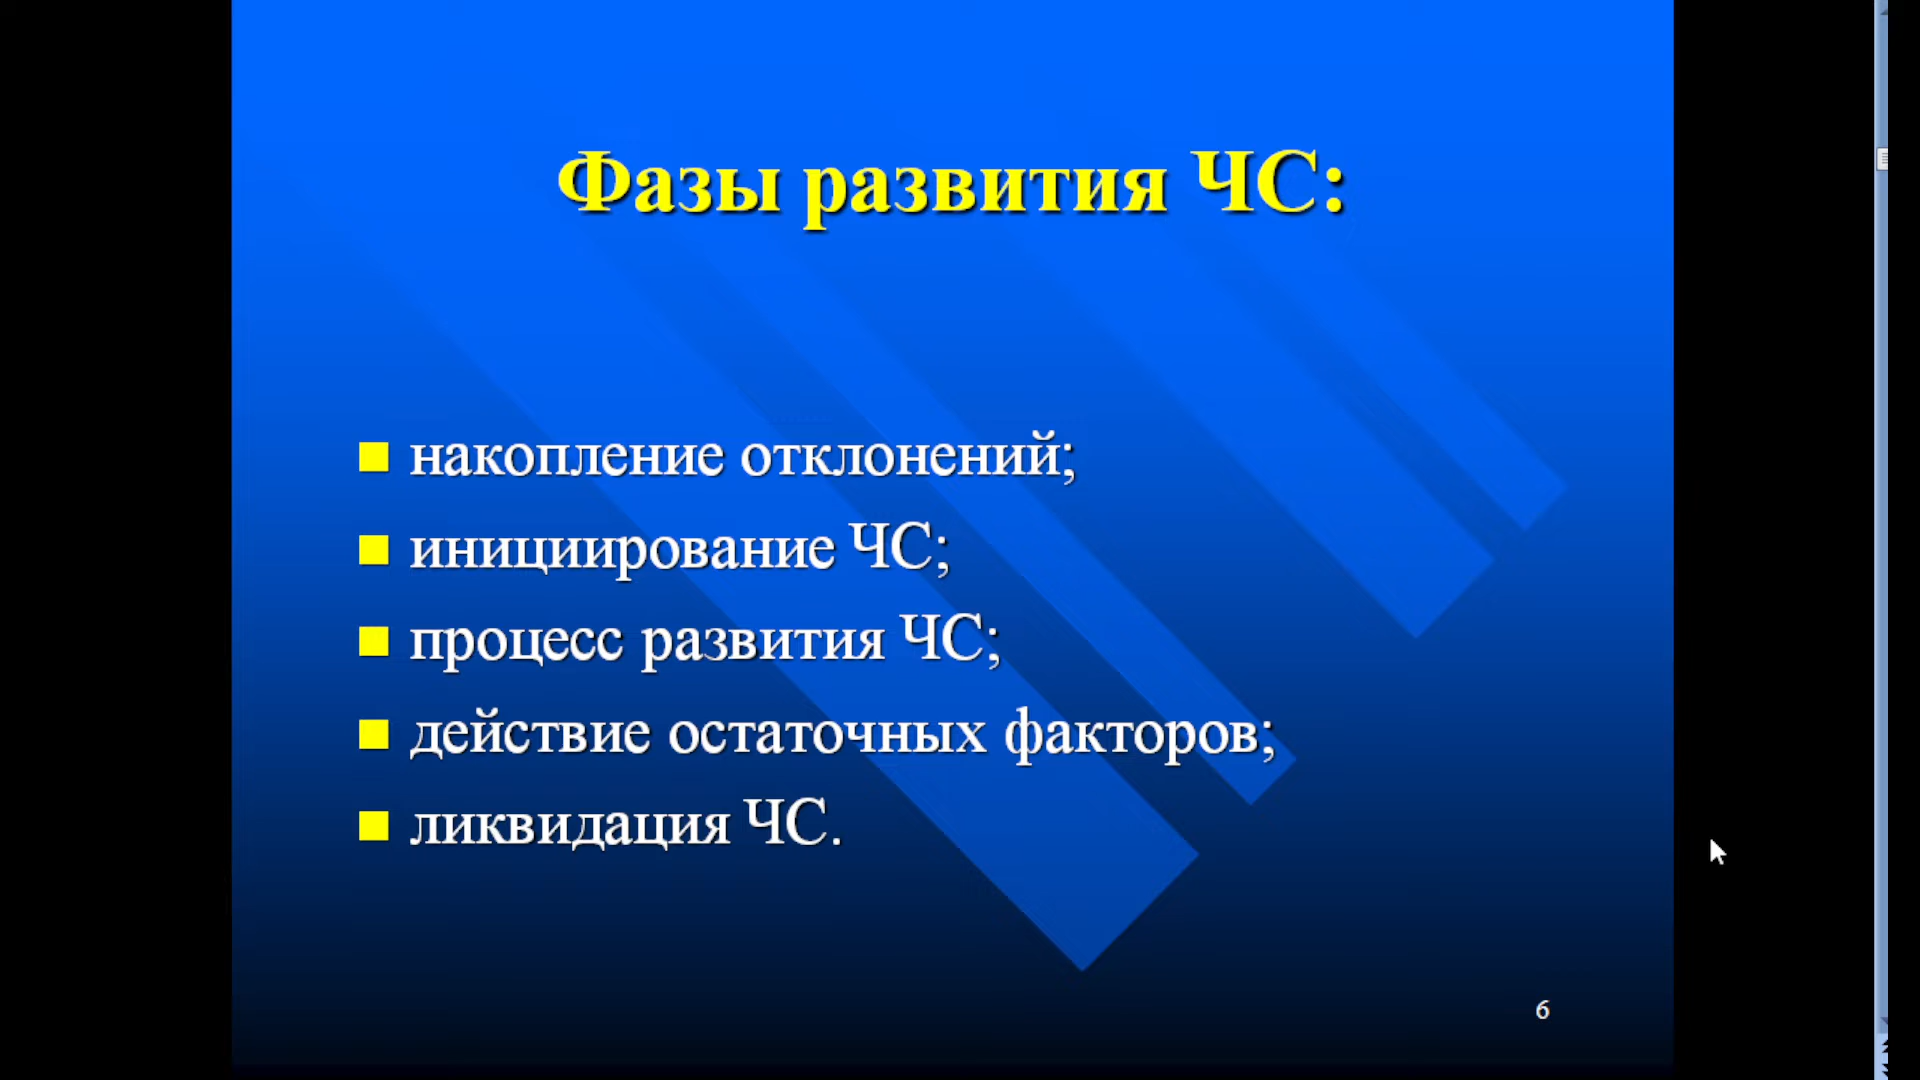 Фазы развития ЧС:
накопление отклонений;
инициирование ЧС;
процесс развития ЧС;
действие остаточных факторов;
ликвидация ЧС.
6